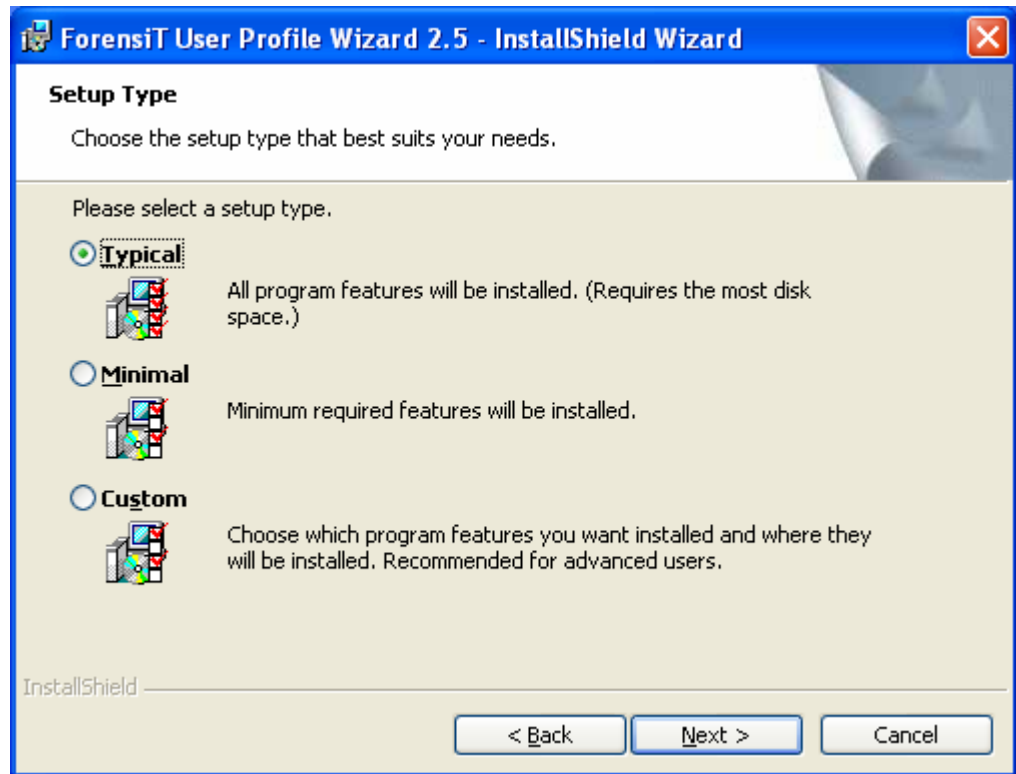 ForensiT User Profile Wizard 2.5 - InstallShield Wizard
Setup Type
Choose the setup type that best suits your needs.
Please select a setup type.
Typical
All program features will be installed. (Requires the most disk
space.)
Minimal
Minimum required features will be installed.
Custom
Choose which program features you want installed and where they
will be installed. Recommended for advanced users.
InstallShield
< Back
Next >
Cancel